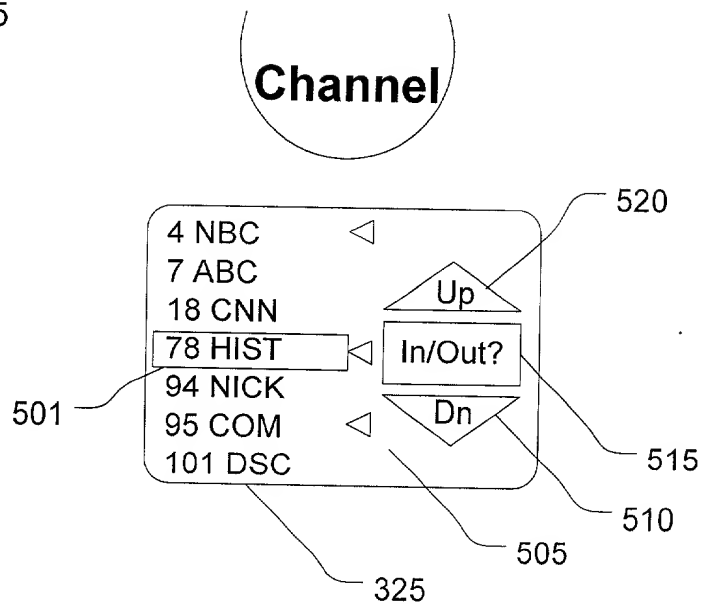 5
Channel
520
4 NBC
7 ABC
Up
18 CNN
78 HIST
In/Out?
94 NICK
501
95 COM
Dn
101 DSC
515
510
505
325